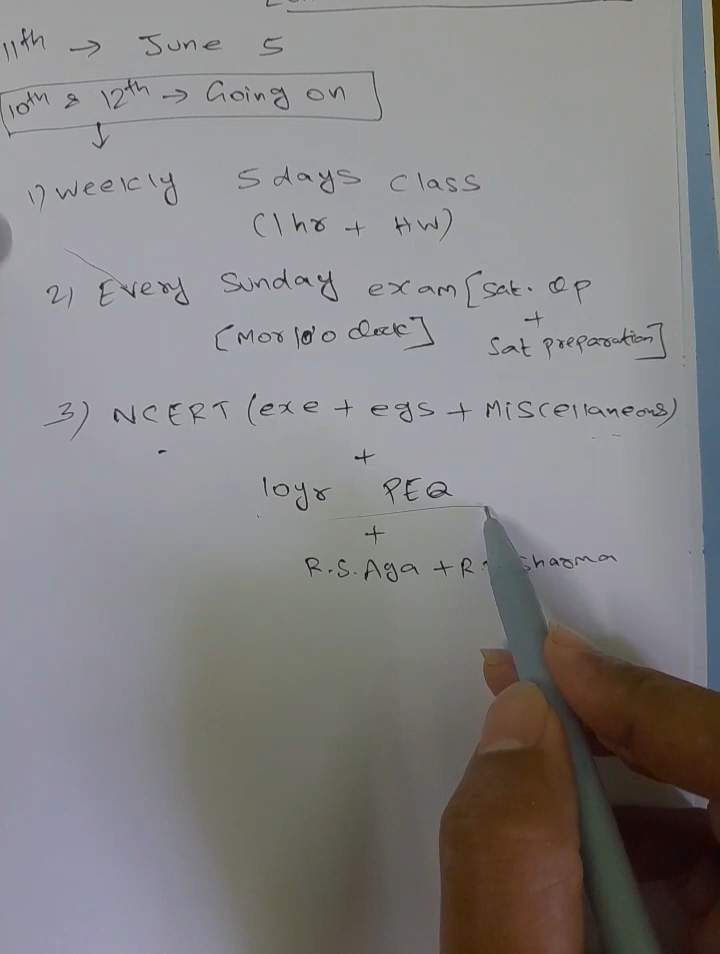 11th → June 5
10th & 12th → Going on
↓
1) Weekly 5 days class
(1 hr + HW)
2) Every Sunday exam [Sat. QP
+
[Mor 10'o clock] Sat preparation]
3) NCERT (exe + egs + Miscellaneous)
+
10yr PEQ
+
R.S. Aga + R. Sharma